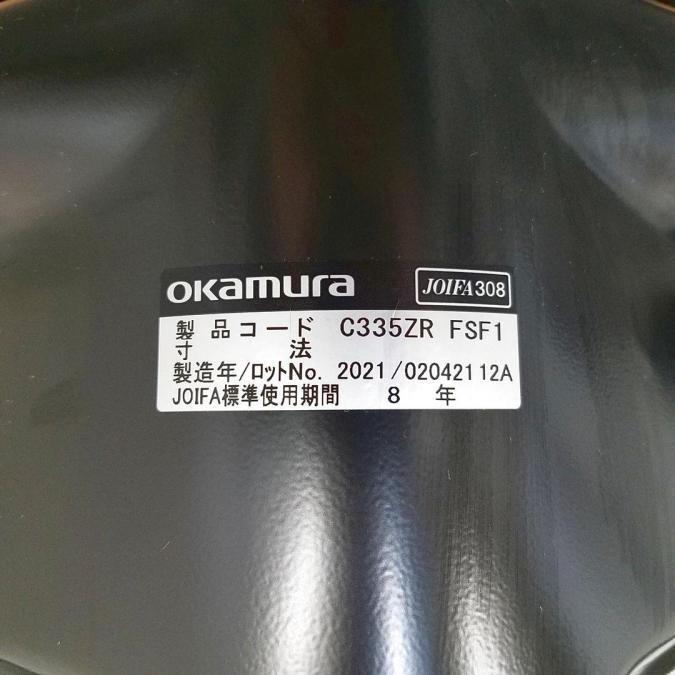 okamura
JOIFA308
製品コード C335ZR FSF1
寸法
製造年/ロットNo. 2021/02042112A
JOIFA標準使用期間 8 年